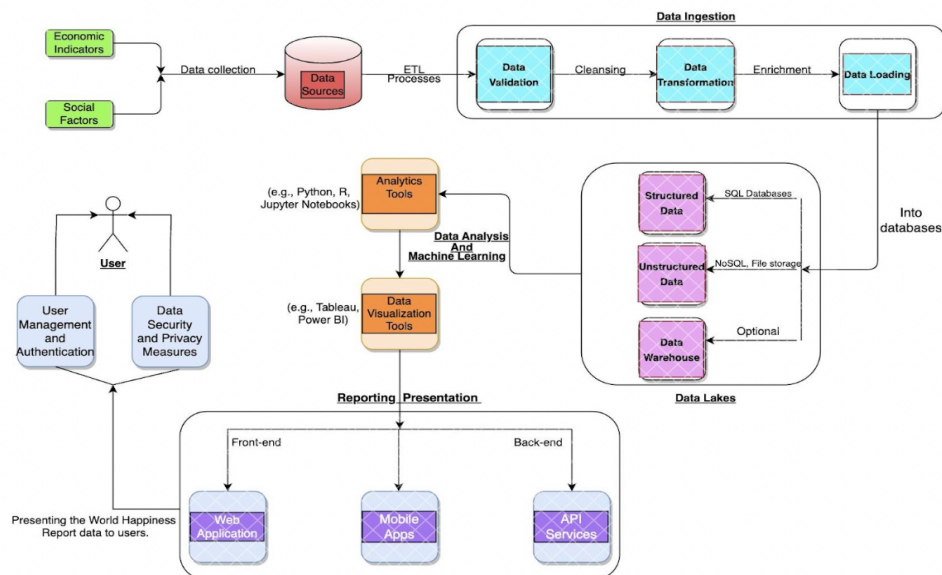 Data Ingestion
Economic
Indicators
Social
Factors
Data collection
Data
Sources
ETL
Processes
Data
Validation
Cleansing
Data
Transformation
Enrichment
Data Loading
Into
databases
Structured
Data
SQL Databases
Unstructured
Data
NoSQL, File storage
Data
Warehouse
Optional
Data Lakes
Data Analysis
And
Machine Learning
Analytics
Tools
(e.g., Python, R,
Jupyter Notebooks)
Data
Visualization
Tools
(e.g., Tableau,
Power BI)
Reporting Presentation
Front-end
Back-end
Web
Application
Mobile
Apps
API
Services
Presenting the World Happiness
Report data to users.
User
Management
and
Authentication
Data
Security
and Privacy
Measures
User